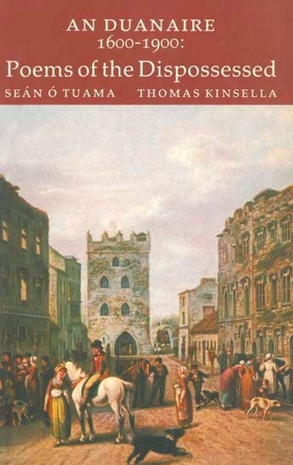 AN DUANAIRE
1600-1900:
Poems of the Dispossessed
SEÁN Ó TUAMA THOMAS KINSELLA